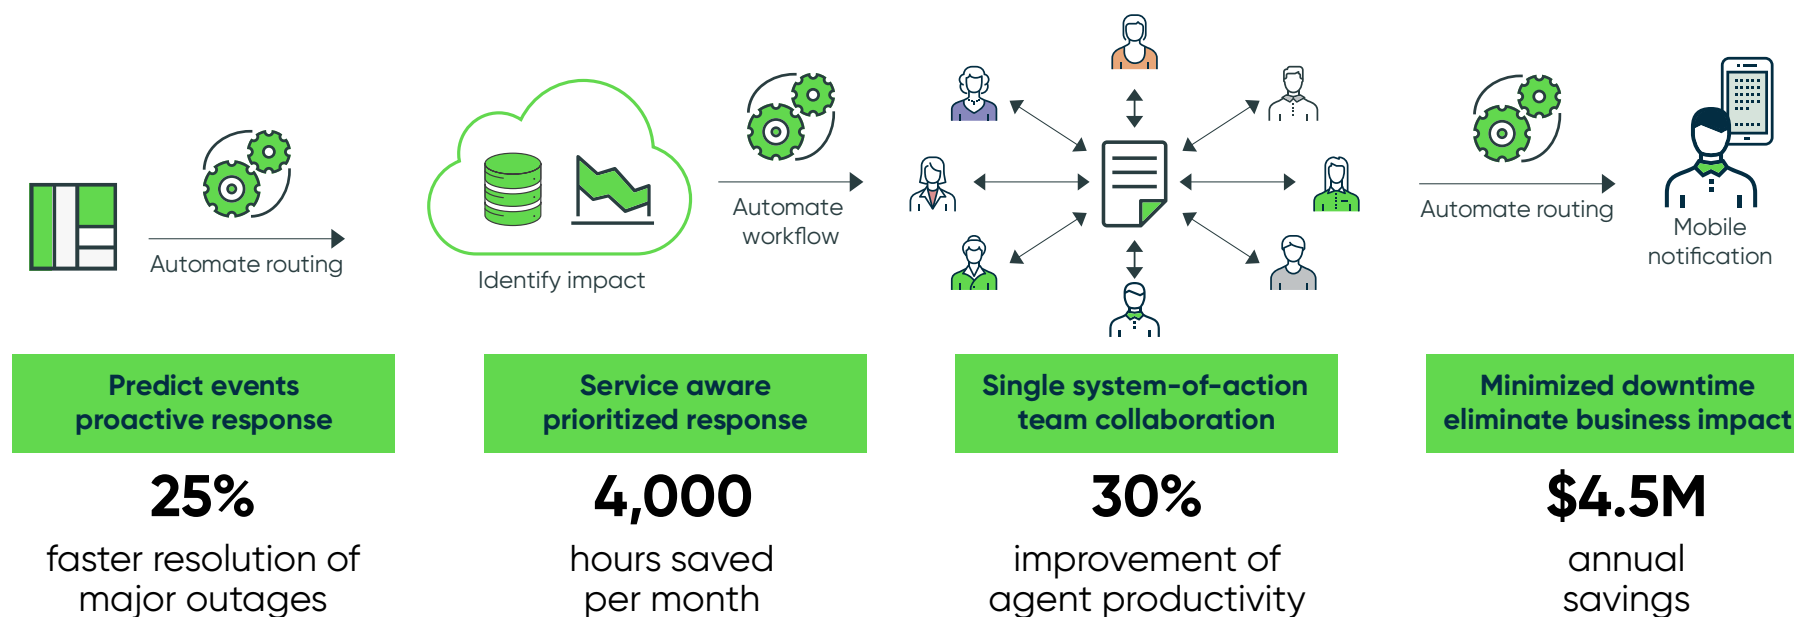 Automate routing
Identify impact
Automate
workflow
Automate routing
Mobile
notification
Predict events
proactive response
25%
faster resolution of
major outages
Service aware
prioritized response
4,000
hours saved
per month
Single system-of-action
team collaboration
30%
improvement of
agent productivity
Minimized downtime
eliminate business impact
$4.5M
annual
savings